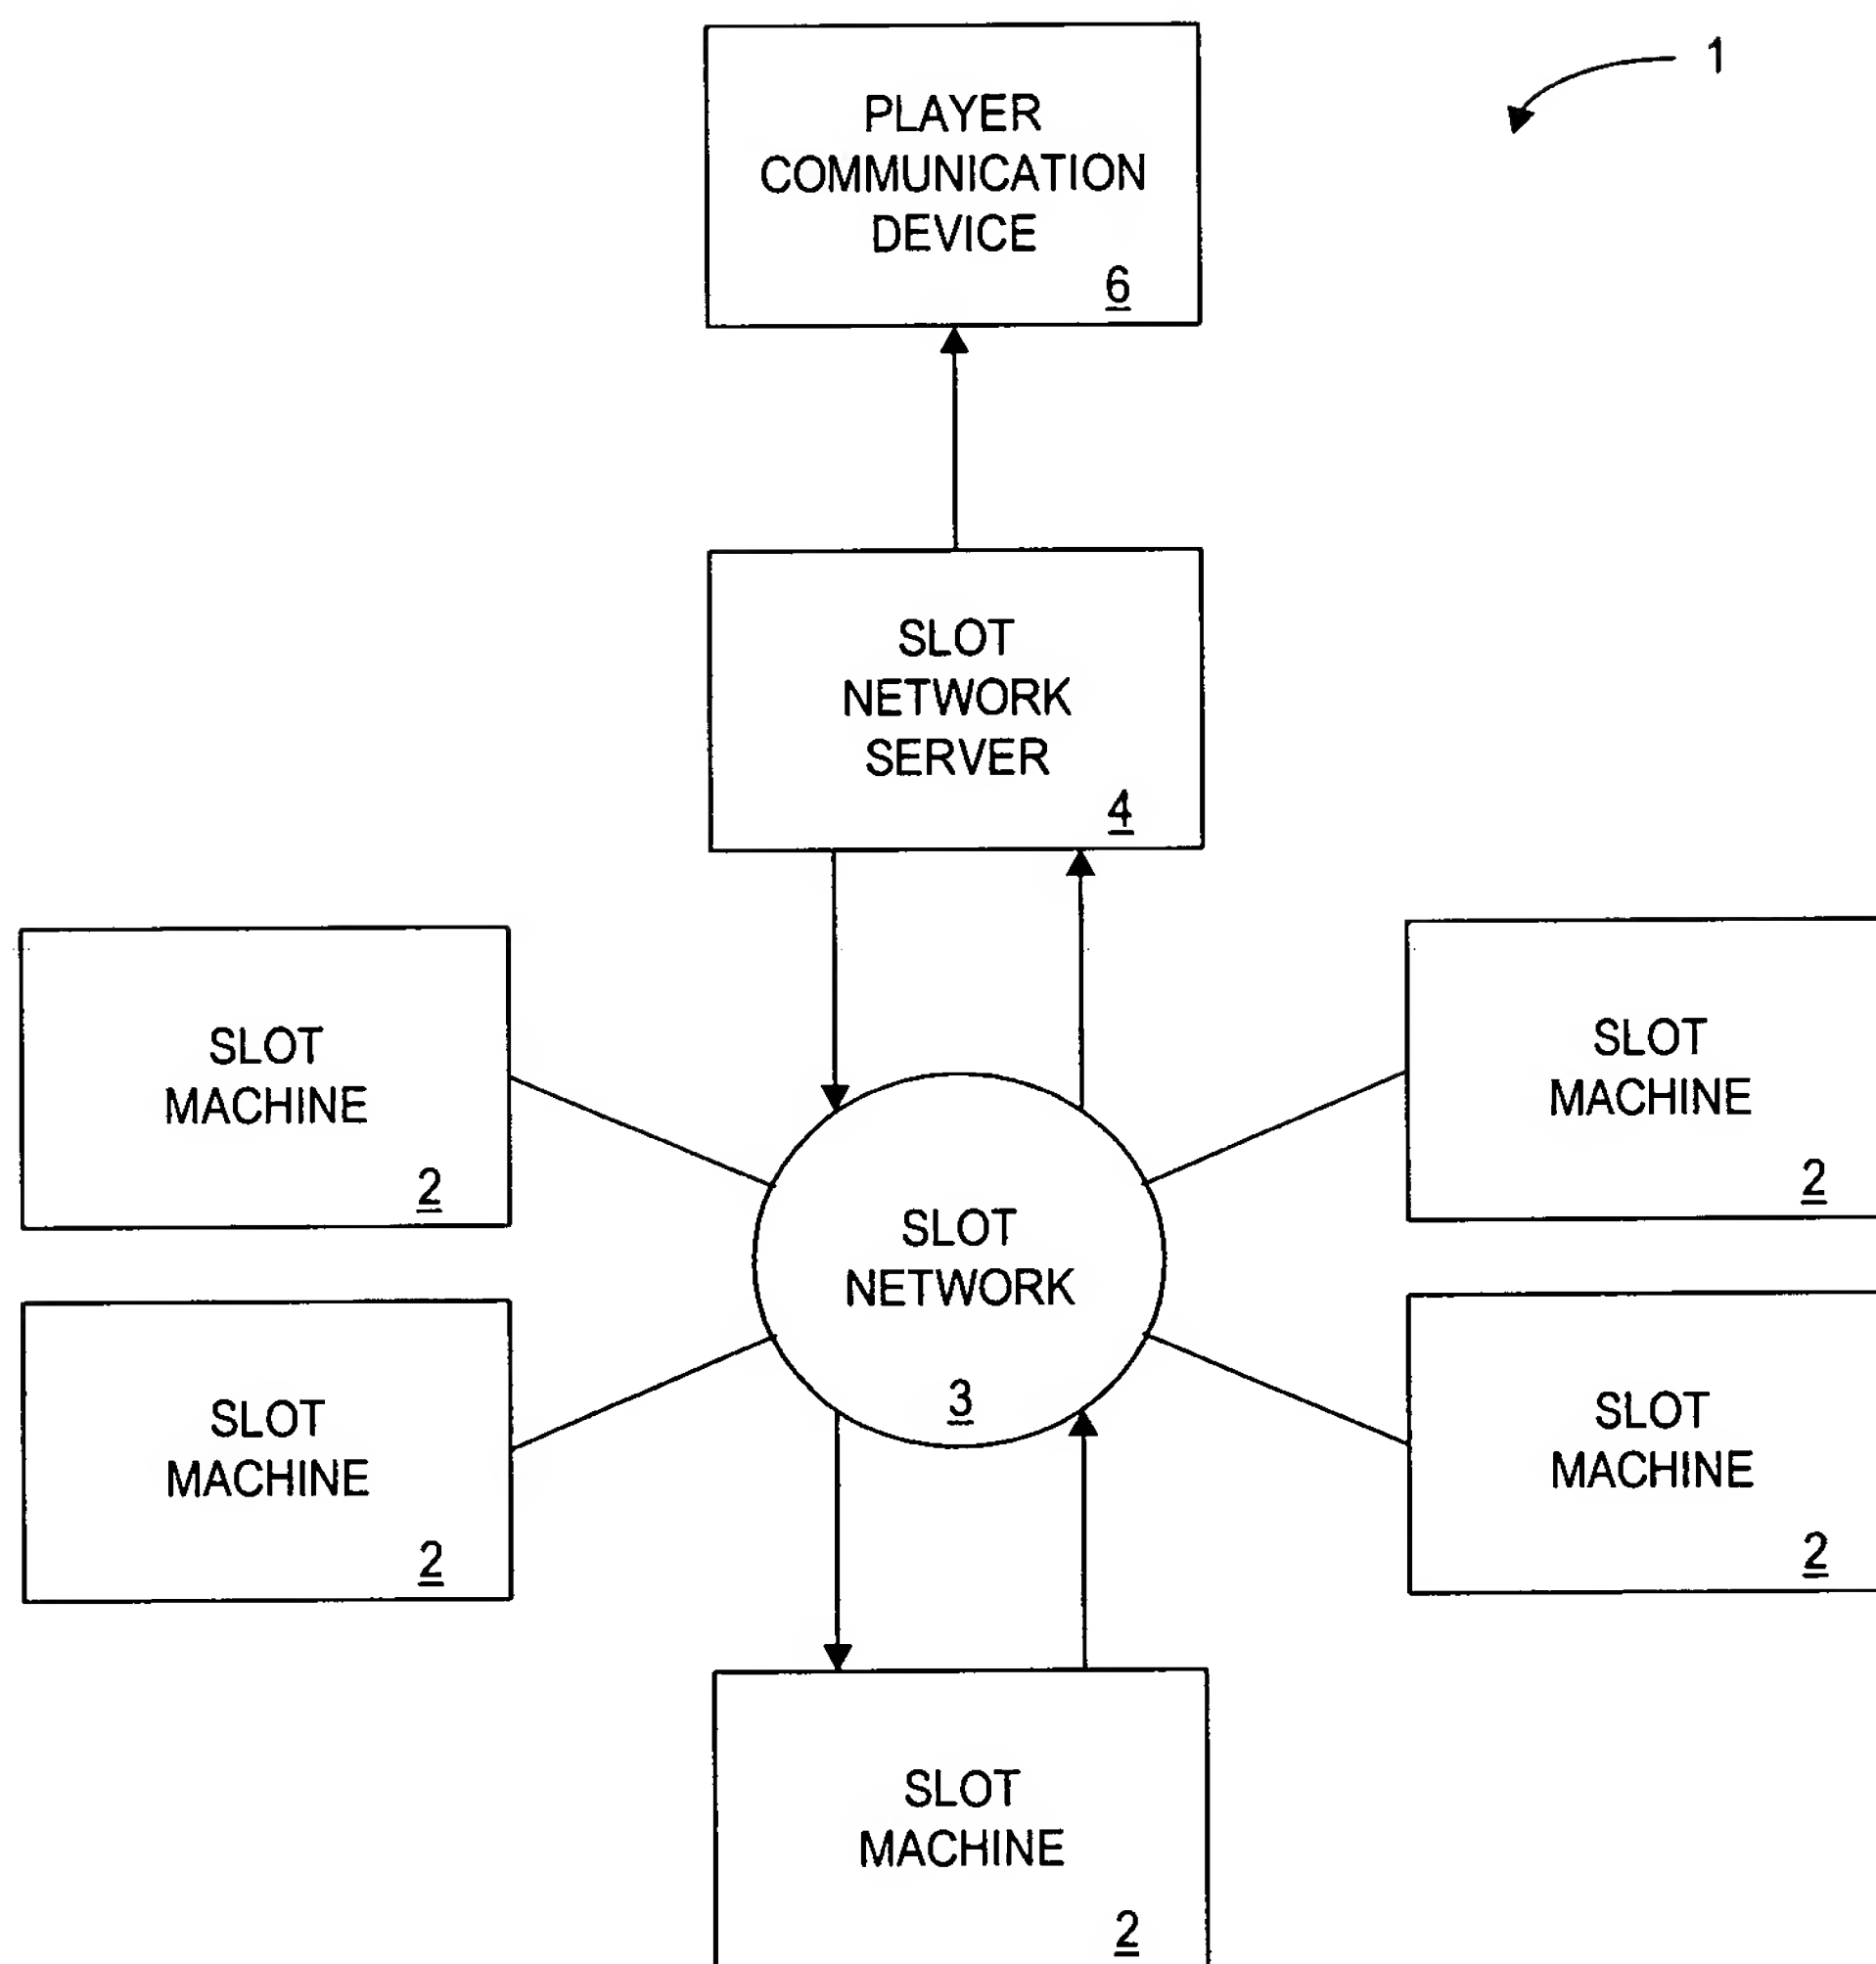 1
PLAYER
COMMUNICATION
DEVICE
6
SLOT
NETWORK
SERVER
4
SLOT
MACHINE
2
SLOT
MACHINE
2
SLOT
NETWORK
3
SLOT
MACHINE
2
SLOT
MACHINE
2
SLOT
MACHINE
2